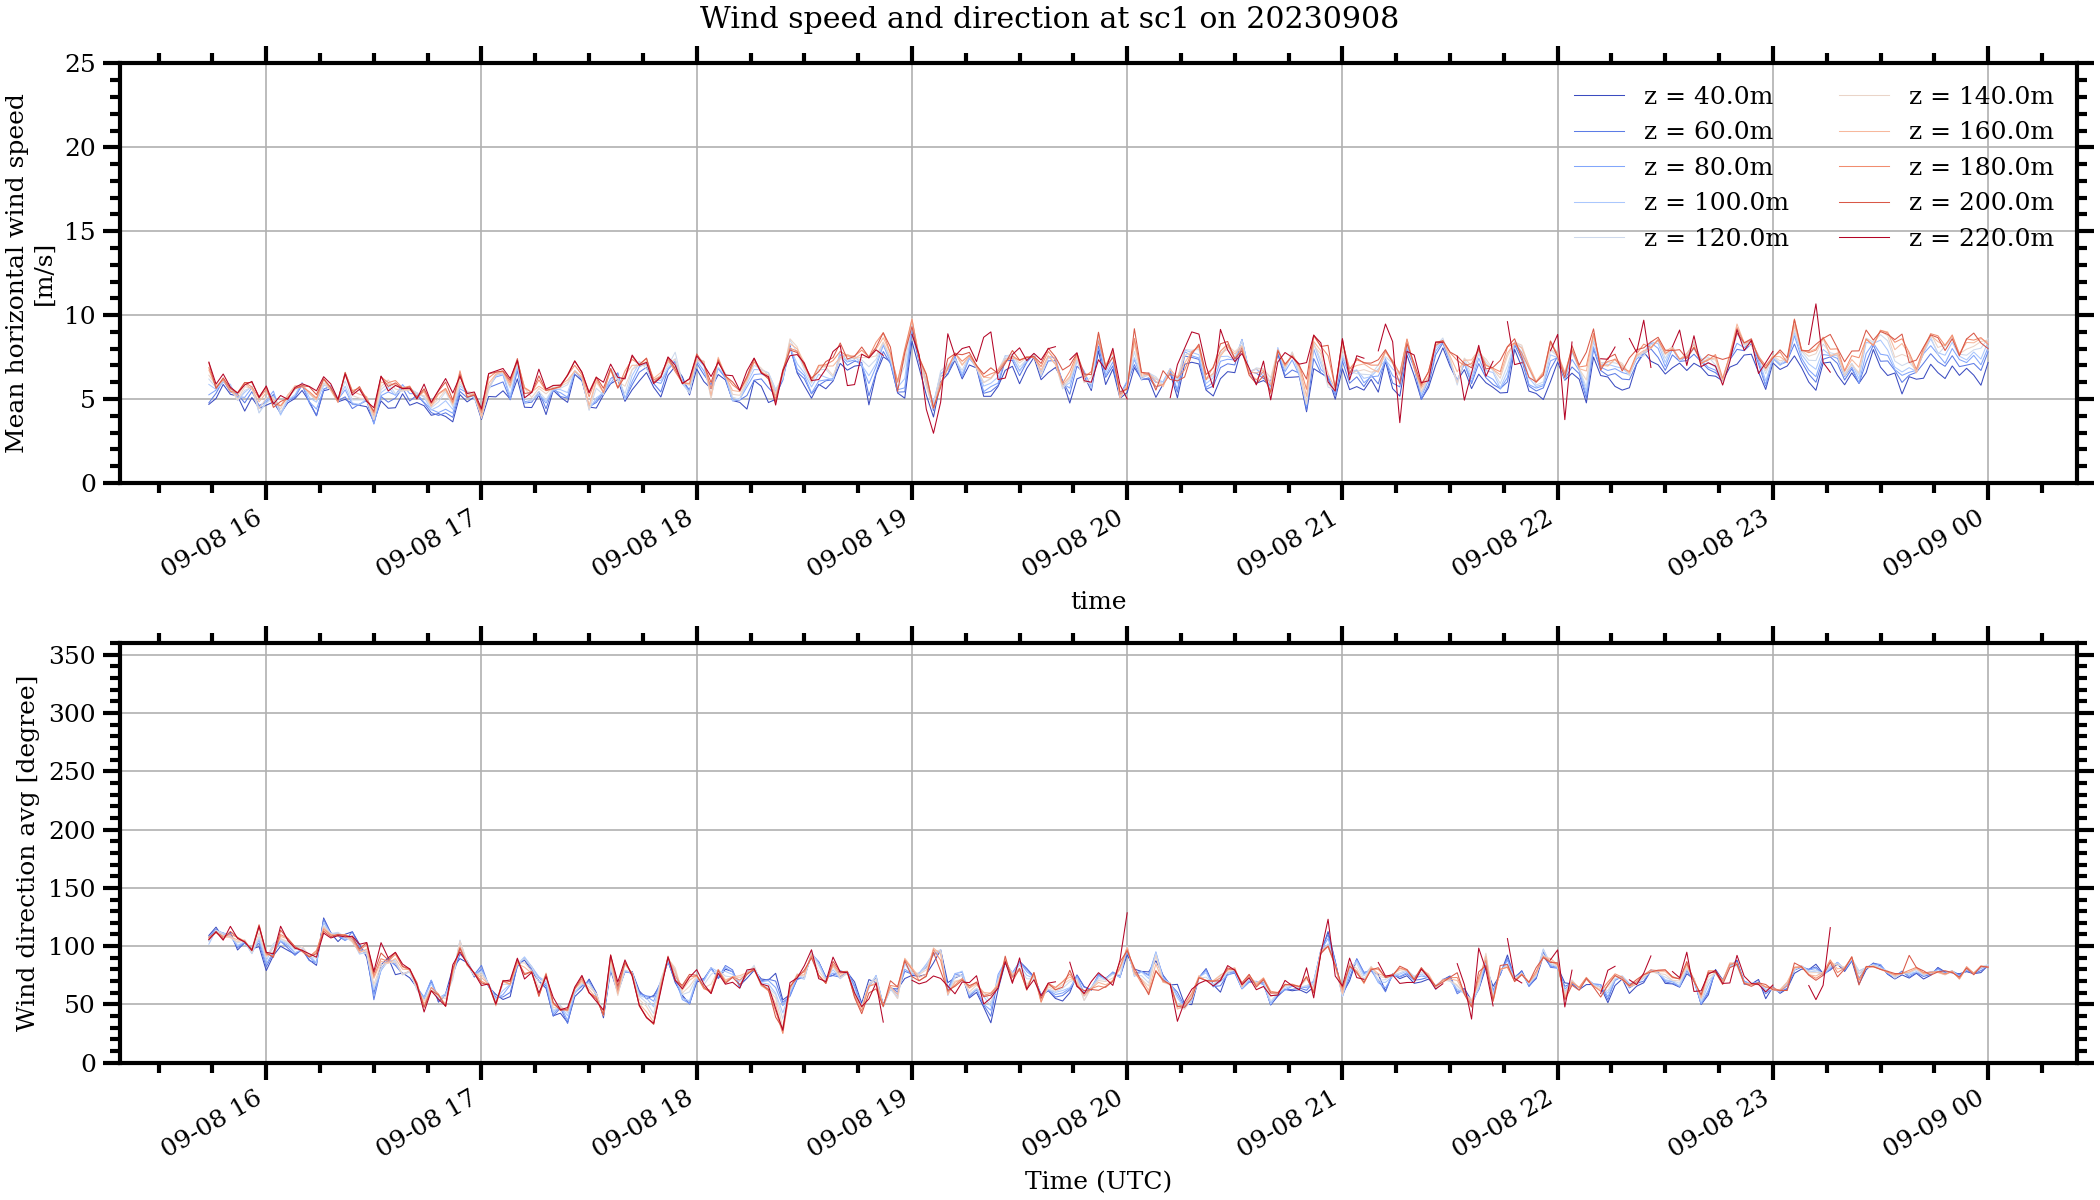 Wind speed and direction at sc1 on 20230908
Mean horizontal wind speed
[m/s]
25
20
15
10
5
0
z = 40.0m
z = 60.0m
z = 80.0m
z = 100.0m
z = 120.0m
z = 140.0m
z = 160.0m
z = 180.0m
z = 200.0m
z = 220.0m
09-08 16
09-08 17
09-08 18
09-08 19
09-08 20
09-08 21
09-08 22
09-08 23
09-09 00
time
Wind direction avg [degree]
350
300
250
200
150
100
50
0
09-08 16
09-08 17
09-08 18
09-08 19
09-08 20
09-08 21
09-08 22
09-08 23
09-09 00
Time (UTC)